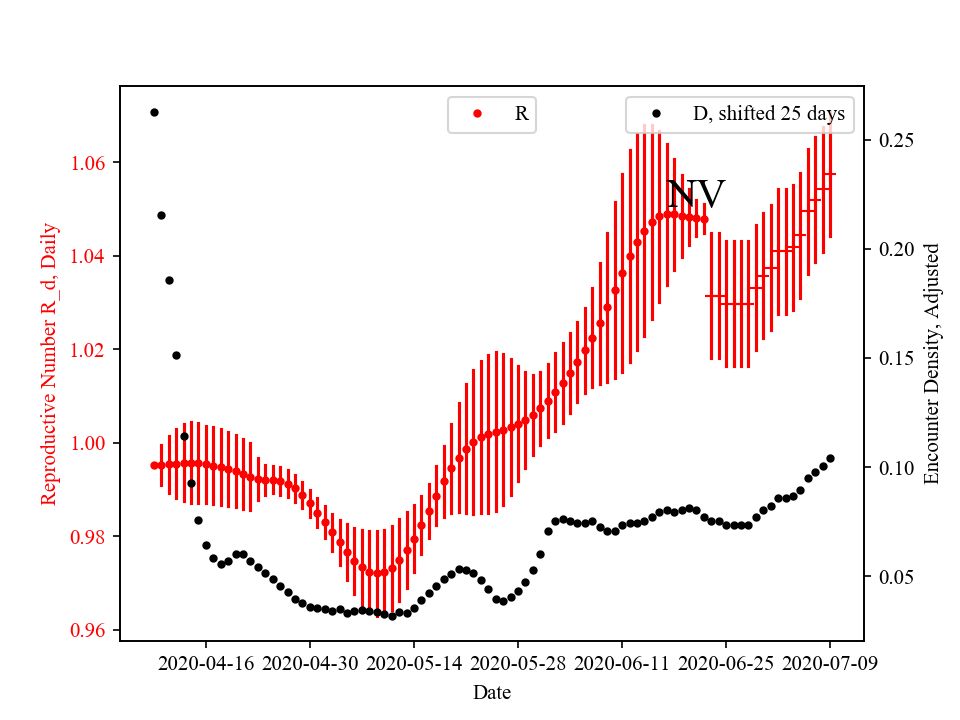 R
D, shifted 25 days
NV
1.06
1.04
1.02
1.00
0.98
0.96
Reproductive Number R_d, Daily
0.25
0.20
0.15
0.10
0.05
Encounter Density, Adjusted
2020-04-16 2020-04-30 2020-05-14 2020-05-28 2020-06-11 2020-06-25 2020-07-09
Date